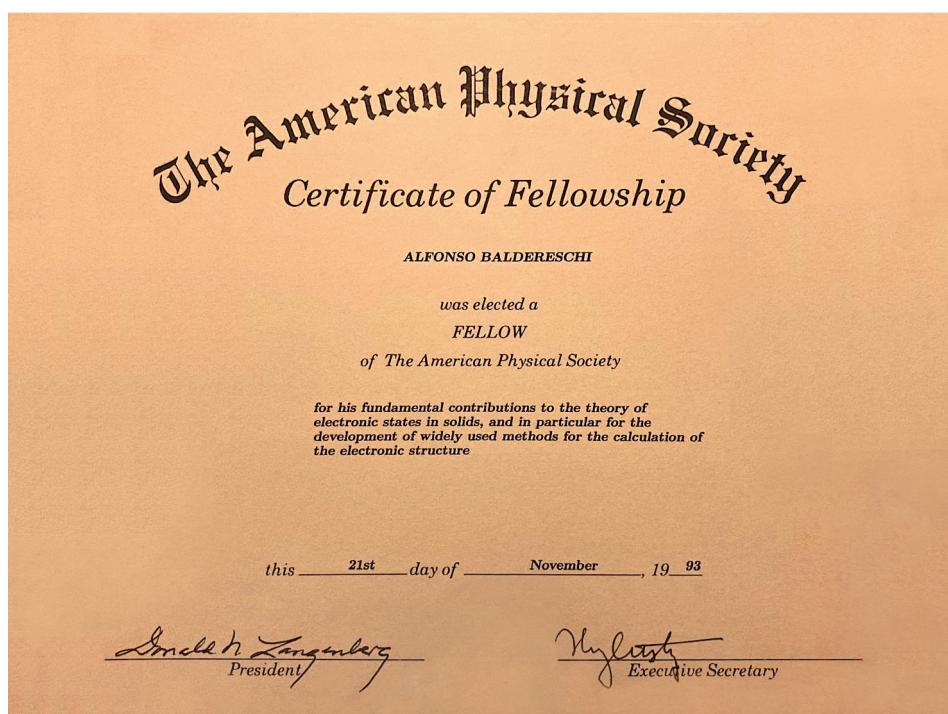 The American Physical Society
Certificate of Fellowship
ALFONSO BALDERESCHI
was elected a
FELLOW
of The American Physical Society
for his fundamental contributions to the theory of
electronic states in solids, and in particular for the
development of widely used methods for the calculation of
the electronic structure
this 21st day of November, 19 93
Donald N. Langenberg
President
Executive Secretary